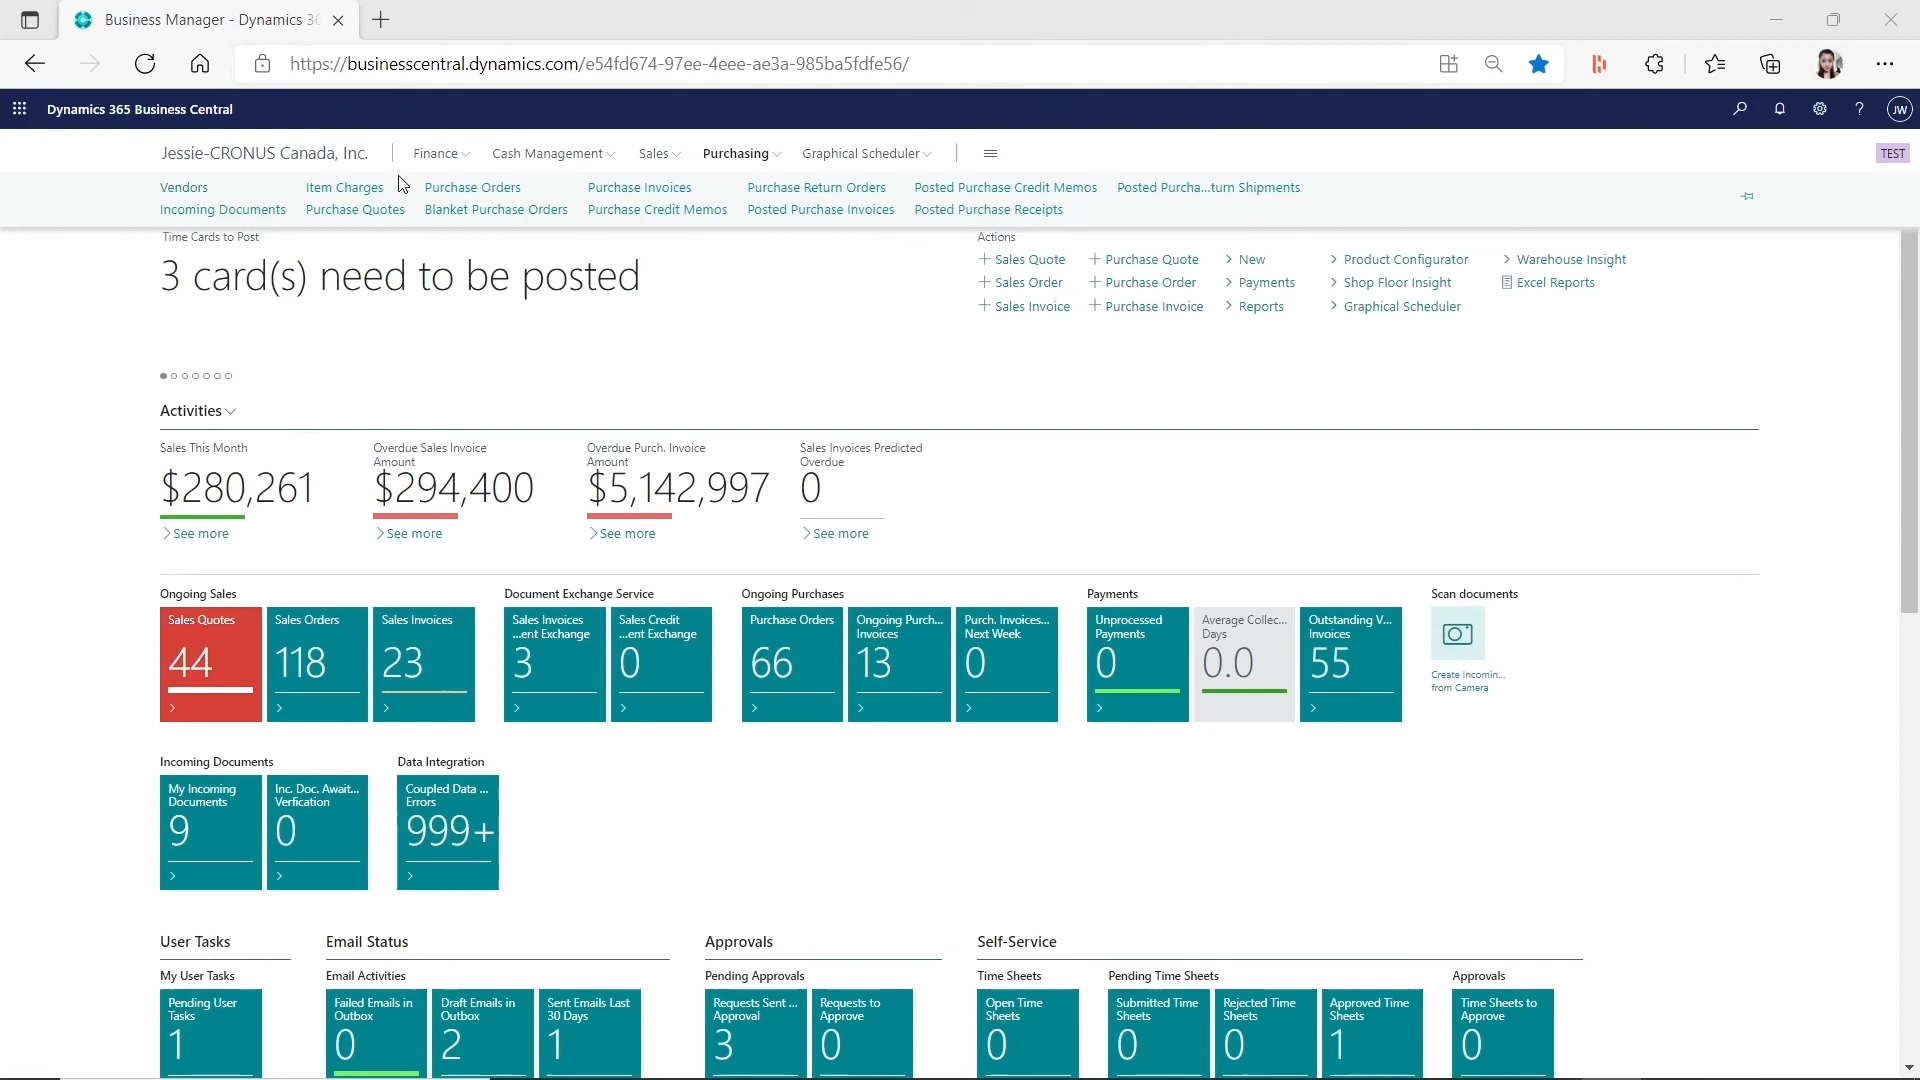 Business Manager - Dynamics 36
https://businesscentral.dynamics.com/e54fd674-97ee-4eee-ae3a-985ba5fdfe56/
Dynamics 365 Business Central
JW
Jessie-CRONUS Canada, Inc.
Finance
Cash Management
Sales
Purchasing
Graphical Scheduler
TEST
Vendors
Item Charges
Purchase Orders
Purchase Invoices
Purchase Return Orders
Posted Purchase Credit Memos
Posted Purcha...turn Shipments
Incoming Documents
Purchase Quotes
Blanket Purchase Orders
Purchase Credit Memos
Posted Purchase Invoices
Posted Purchase Receipts
Time Cards to Post
3 card(s) need to be posted
Actions
Sales Quote
Purchase Quote
New
Product Configurator
Warehouse Insight
Sales Order
Purchase Order
Payments
Shop Floor Insight
Excel Reports
Sales Invoice
Purchase Invoice
Reports
Graphical Scheduler
Activities
Sales This Month
$280,261
See more
Overdue Sales Invoice
Amount
$294,400
See more
Overdue Purch. Invoice
Amount
$5,142,997
See more
Sales Invoices Predicted
Overdue
0
See more
Ongoing Sales
Sales Quotes
44
Sales Orders
118
Sales Invoices
23
Document Exchange Service
Sales Invoices
...ent Exchange
3
Sales Credit
...ent Exchange
0
Ongoing Purchases
Purchase Orders
66
Ongoing Purch...
Invoices
13
Purch. Invoices...
Next Week
0
Payments
Unprocessed
Payments
0
Average Collec...
Days
0.0
Outstanding V...
Invoices
55
Scan documents
Create Incomin...
from Camera
Incoming Documents
My Incoming
Documents
9
Inc. Doc. Await...
Verfication
0
Data Integration
Coupled Data ...
Errors
999+
User Tasks
My User Tasks
Pending User
Tasks
1
Email Status
Email Activities
Failed Emails in
Outbox
0
Draft Emails in
Outbox
2
Sent Emails Last
30 Days
1
Approvals
Pending Approvals
Requests Sent ...
Approval
3
Requests to
Approve
0
Self-Service
Time Sheets
Open Time
Sheets
0
Pending Time Sheets
Submitted Time
Sheets
0
Rejected Time
Sheets
0
Approved Time
Sheets
1
Approvals
Time Sheets to
Approve
0